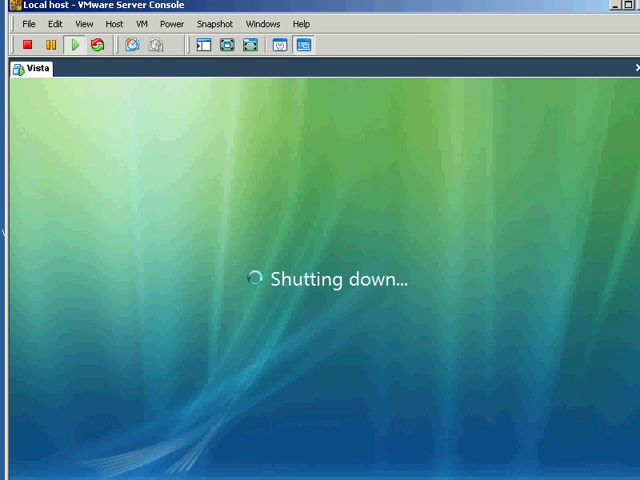 Local host - VMware Server Console
File Edit View Host VM Power Snapshot Windows Help
Vista
Shutting down...